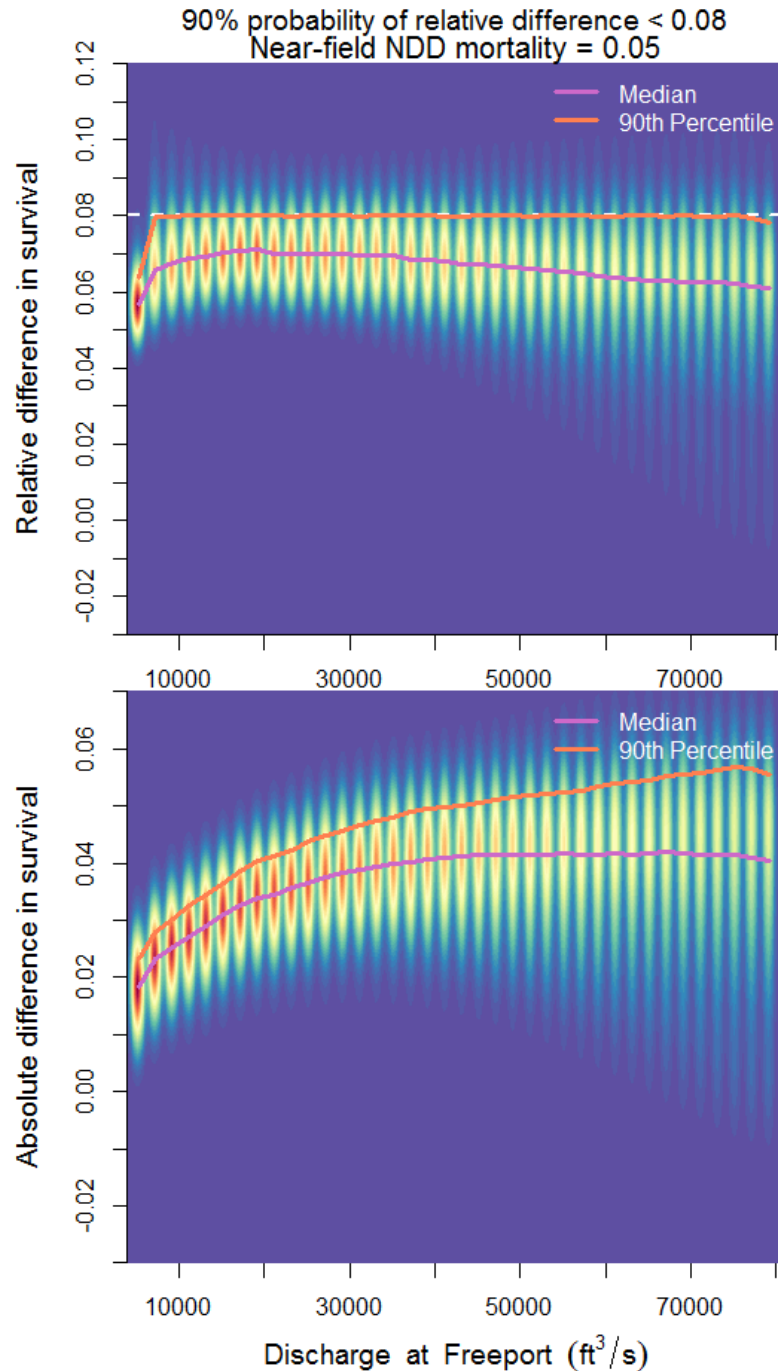 90% probability of relative difference < 0.08
Near-field NDD mortality = 0.05
Relative difference in survival
0.12
0.10
0.08
0.06
0.04
0.02
0.00
-0.02
Median
90th Percentile
10000 30000 50000 70000
Absolute difference in survival
0.06
0.04
0.02
0.00
-0.02
Median
90th Percentile
10000 30000 50000 70000
Discharge at Freeport (ft³/s)